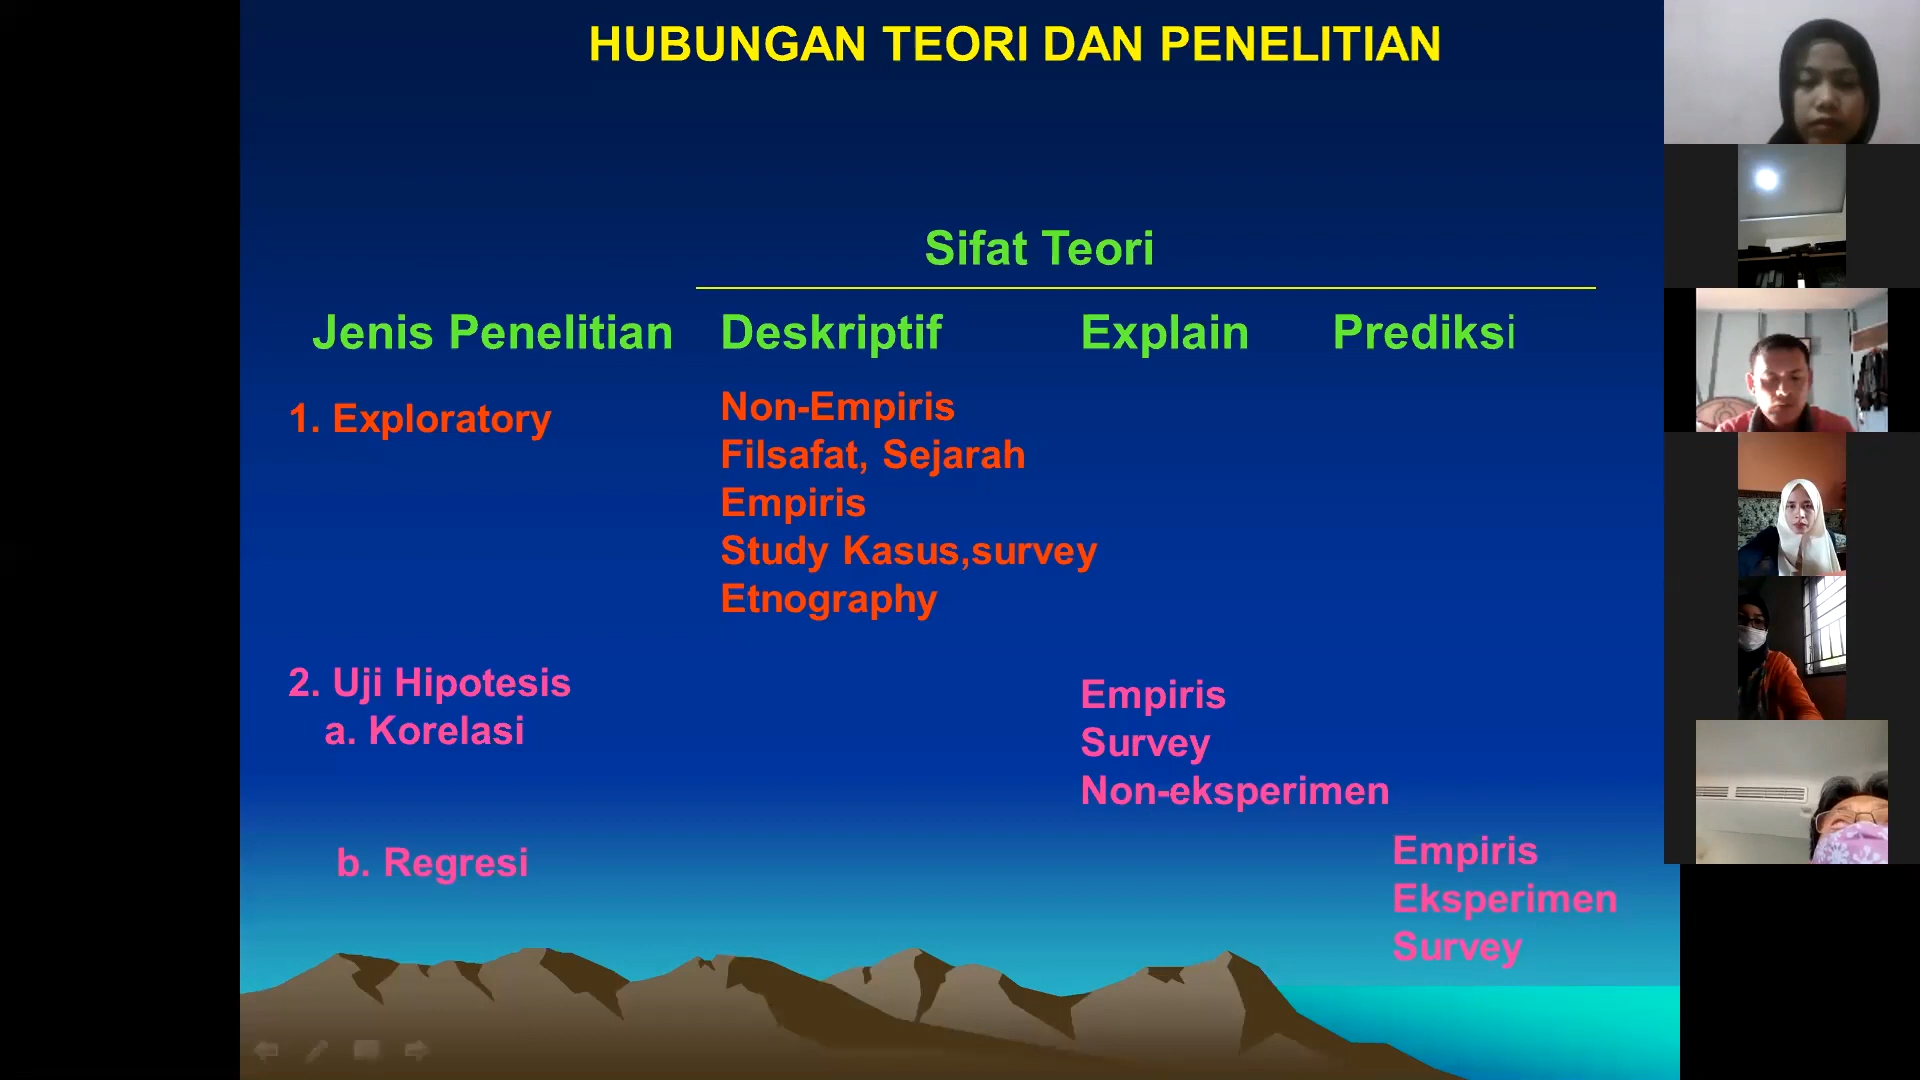 HUBUNGAN TEORI DAN PENELITIAN
Sifat Teori
Jenis Penelitian Deskriptif Explain Prediksi
1. Exploratory
Non-Empiris
Filsafat, Sejarah
Empiris
Study Kasus,survey
Etnography
2. Uji Hipotesis
a. Korelasi
Empiris
Survey
Non-eksperimen
b. Regresi
Empiris
Eksperimen
Survey